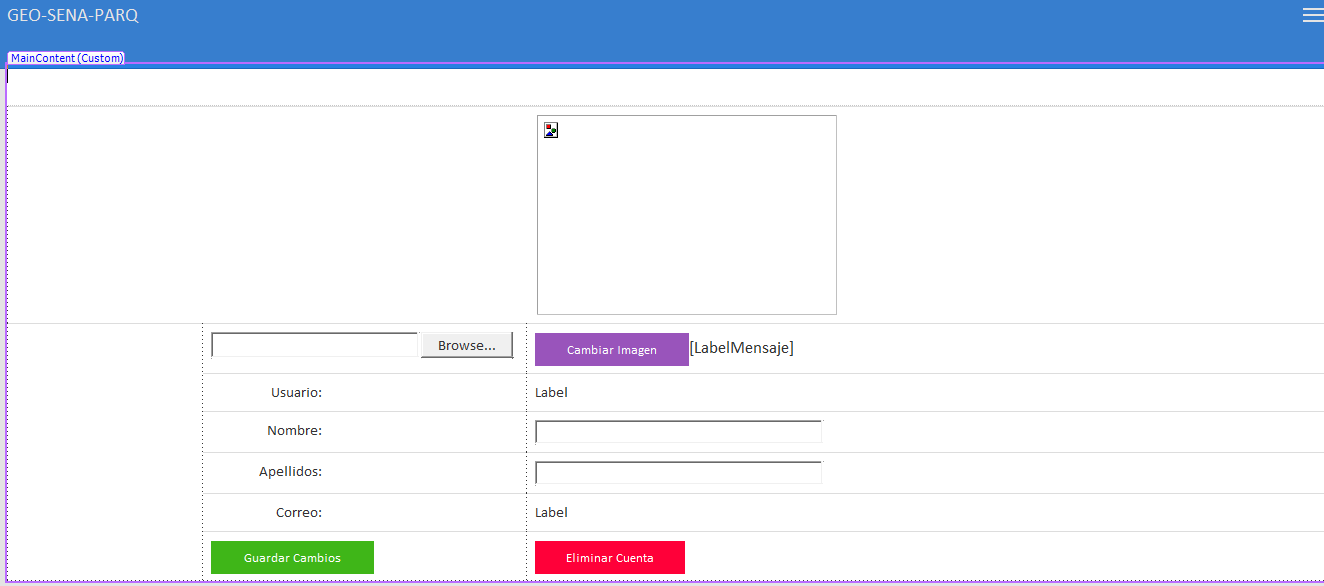 GEO-SENA-PARQ
MainContent (Custom)
Browse...
Cambiar Imagen
[LabelMensaje]
Usuario:
Label
Nombre:
Apellidos:
Correo:
Label
Guardar Cambios
Eliminar Cuenta